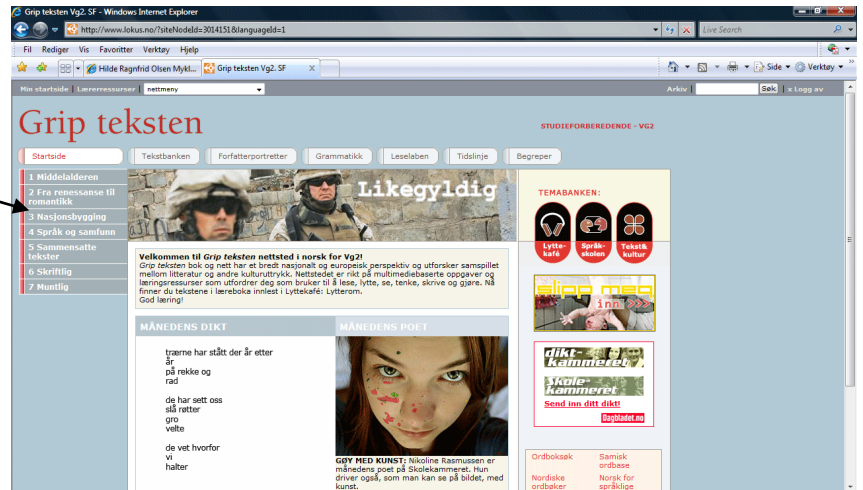 Grip teksten Vg2. SF - Windows Internet Explorer
http://www.lokus.no/?siteNodeId=3014151&languageId=1
Live Search
Fil Rediger Vis Favoritter Verktøy Hjelp
Hilde Ragnfrid Olsen Mykl...
Grip teksten Vg2. SF
X
Side
Verktøy
Min startside | Lærerressurser |
nettmeny
Arkiv |
Søk
| x Logg av
Grip teksten
STUDIEFORBEREDENDE - VG2
Startside
Tekstbanken
Forfatterportretter
Grammatikk
Leselaben
Tidslinje
Begreper
1 Middelalderen
2 Fra renessanse til
romantikk
3 Nasjonsbygging
4 Språk og samfunn
5 Sammensatte
tekster
6 Skriftlig
7 Muntlig
Likegyldig
Velkommen til Grip teksten nettsted i norsk for Vg2!
Grip teksten bok og nett har et bredt nasjonalt og europeisk perspektiv og utforsker samspillet
mellom litteratur og andre kulturuttrykk. Nettstedet er rikt på multimediebaserte oppgaver og
læringsressurser som utfordrer deg som bruker til å lese, lytte, se, tenke, skrive og gjøre. Nå
finner du tekstene i læreboka innlest i Lyttekafé: Lytterom.
God læring!
MÅNEDENS DIKT
trærne har stått der år etter
år
på rekke og
rad
de har sett oss
slå røtter
gro
velte
de vet hvorfor
vi
halter
MÅNEDENS POET
GØY MED KUNST: Nikoline Rasmussen er
månedens poet på Skolekammeret. Hun
driver også, som man kan se på bildet, med
kunst.
TEMABANKEN:
Lytte-
kafé
Språk-
skolen
Tekst&
kultur
slipp meg
inn >>>
dikt-
kammeret
Skole-
kammeret
Send inn ditt dikt!
Dagbladet.no
Ordboksøk
Samisk
ordbase
Nordiske
ordbøker
Norsk for
språklige